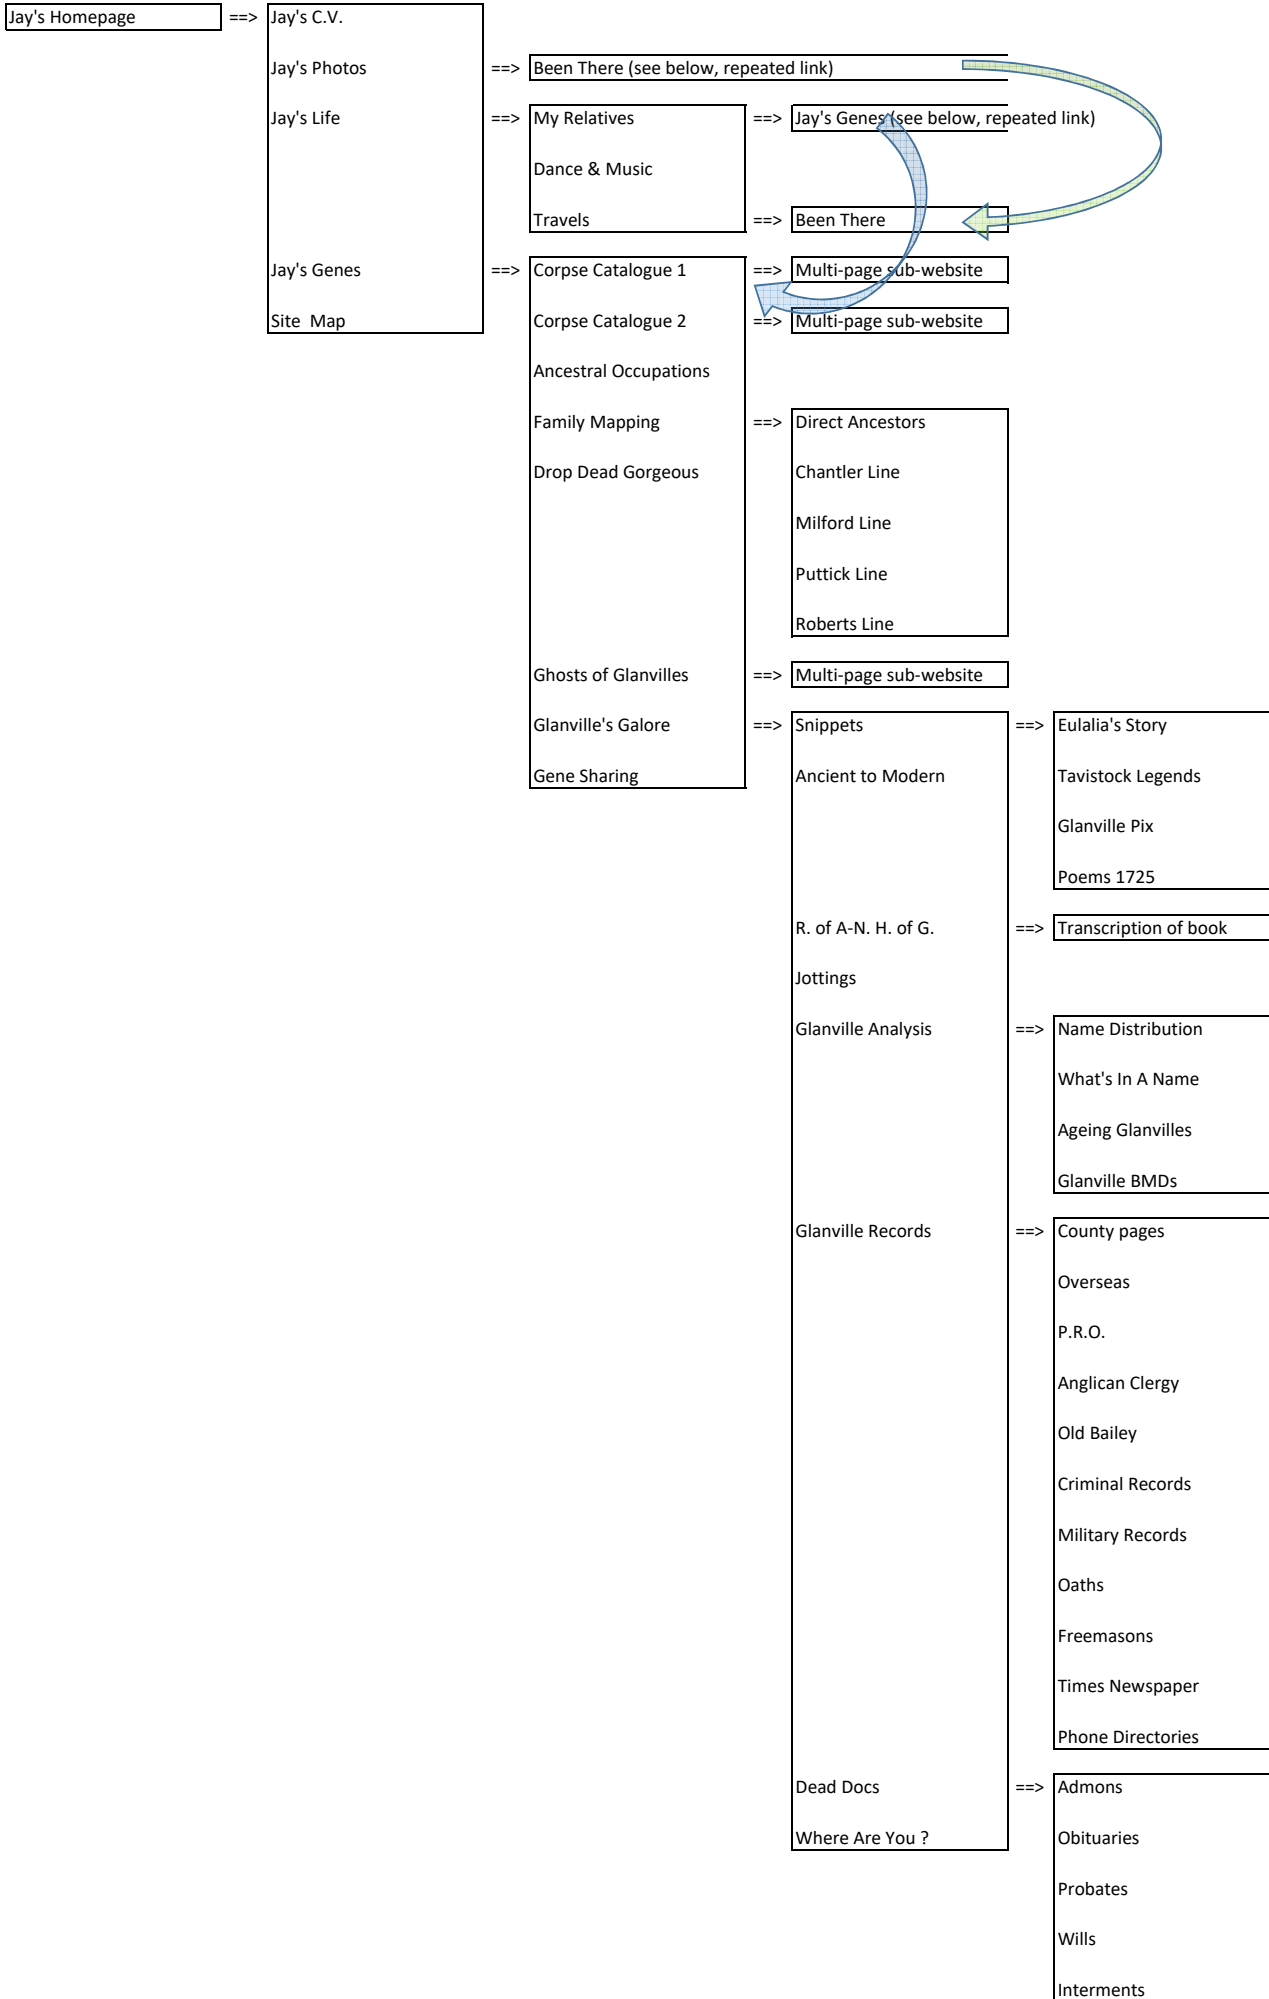 Jay's Homepage ==> Jay's C.V.
Jay's Photos ==> Been There (see below, repeated link)
Jay's Life ==> My Relatives ==> Jay's Genes (see below, repeated link)
Dance & Music
Travels ==> Been There
Jay's Genes ==> Corpse Catalogue 1 ==> Multi-page sub-website
Site Map Corpse Catalogue 2 ==> Multi-page sub-website
Ancestral Occupations
Family Mapping ==> Direct Ancestors
Drop Dead Gorgeous Chantler Line
Milford Line
Puttick Line
Roberts Line
Ghosts of Glanvilles ==> Multi-page sub-website
Glanville's Galore ==> Snippets ==> Eulalia's Story
Gene Sharing Ancient to Modern Tavistock Legends
Glanville Pix
Poems 1725
R. of A-N. H. of G. ==> Transcription of book
Jottings
Glanville Analysis ==> Name Distribution
What's In A Name
Ageing Glanvilles
Glanville BMDs
Glanville Records ==> County pages
Overseas
P.R.O.
Anglican Clergy
Old Bailey
Criminal Records
Military Records
Oaths
Freemasons
Times Newspaper
Phone Directories
Dead Docs ==> Admons
Where Are You ? Obituaries
Probates
Wills
Interments